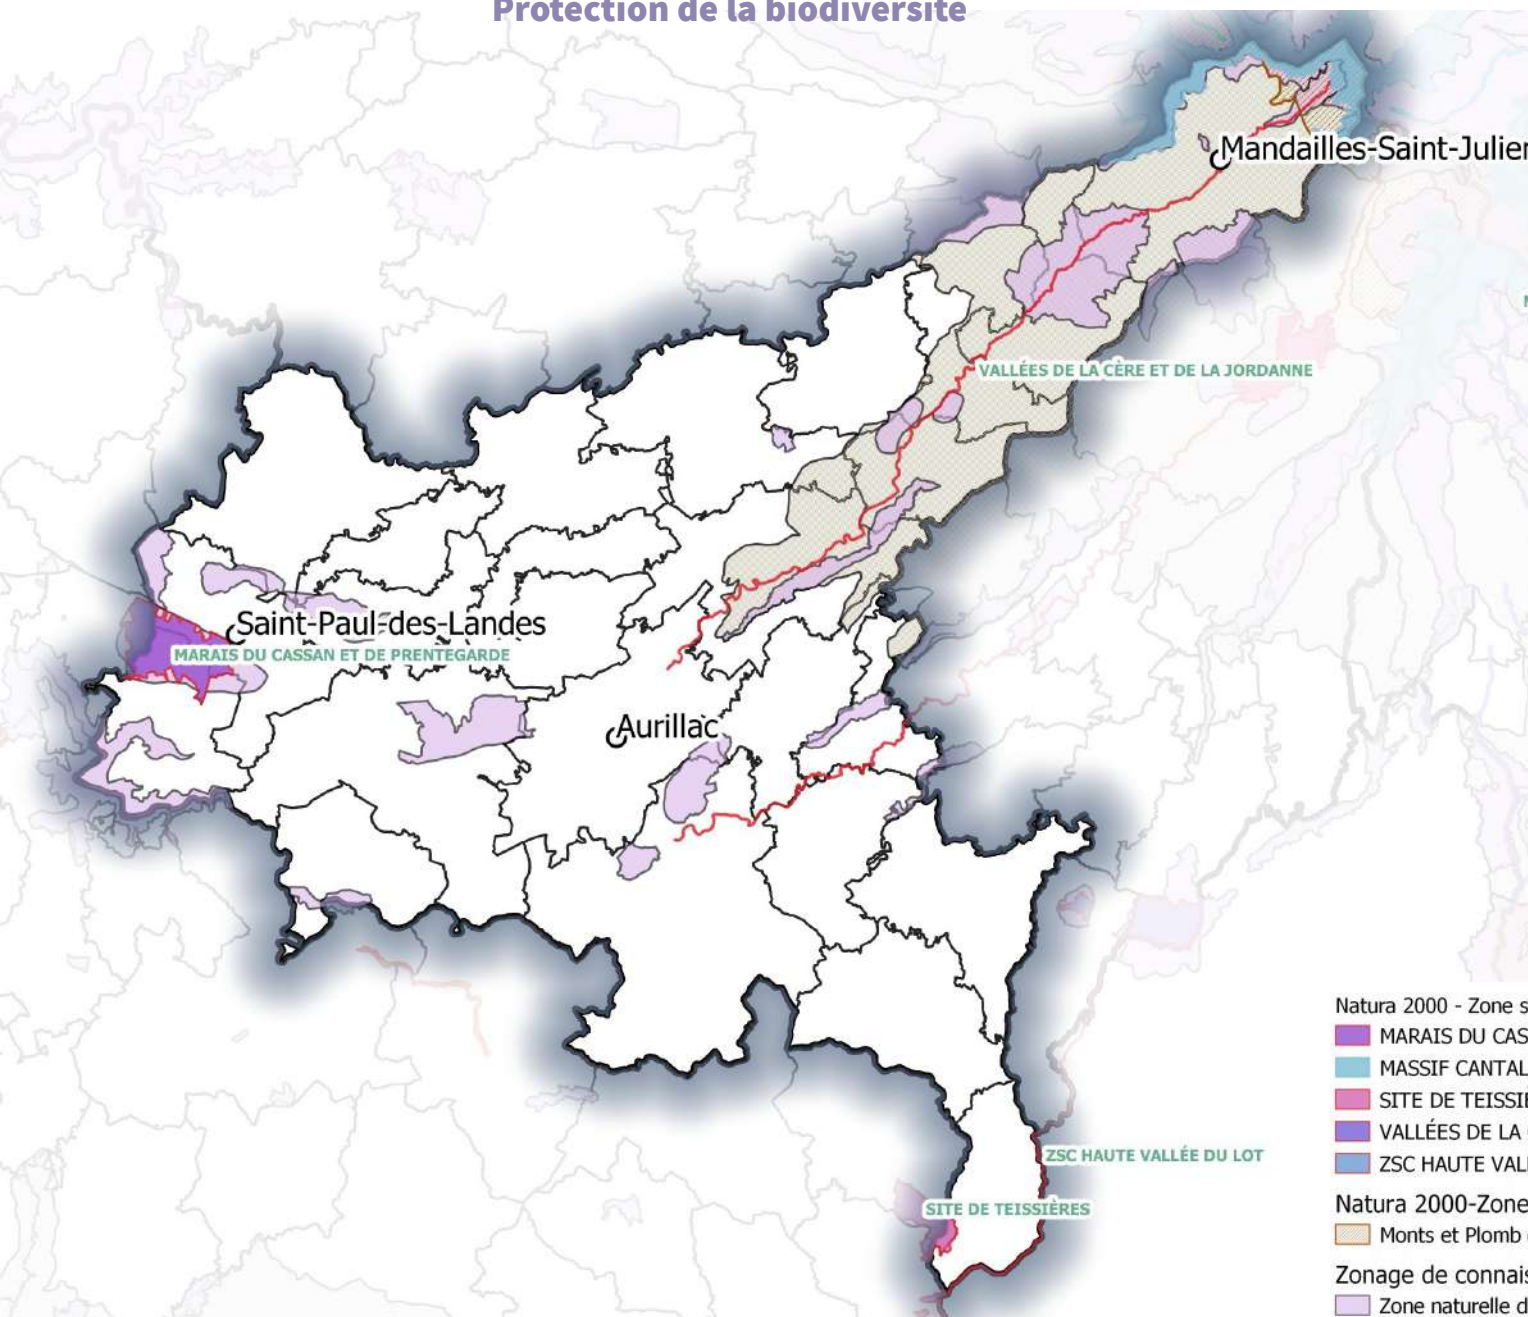 Protection de la biodiversité
Mandailles-Saint-Julien
VALLÉES DE LA CÈRE ET DE LA JORDANNE
Saint-Paul-des-Landes
MARAIS DU CASSAN ET DE PRENTEGARDE
Aurillac
ZSC HAUTE VALLÉE DU LOT
SITE DE TEISSIÈRES
Natura 2000 - Zone s
MARAIS DU CAS
MASSIF CANTAL
SITE DE TEISSIÈ
VALLÉES DE LA
ZSC HAUTE VALL
Natura 2000-Zone
Monts et Plomb
Zonage de connais
Zone naturelle d